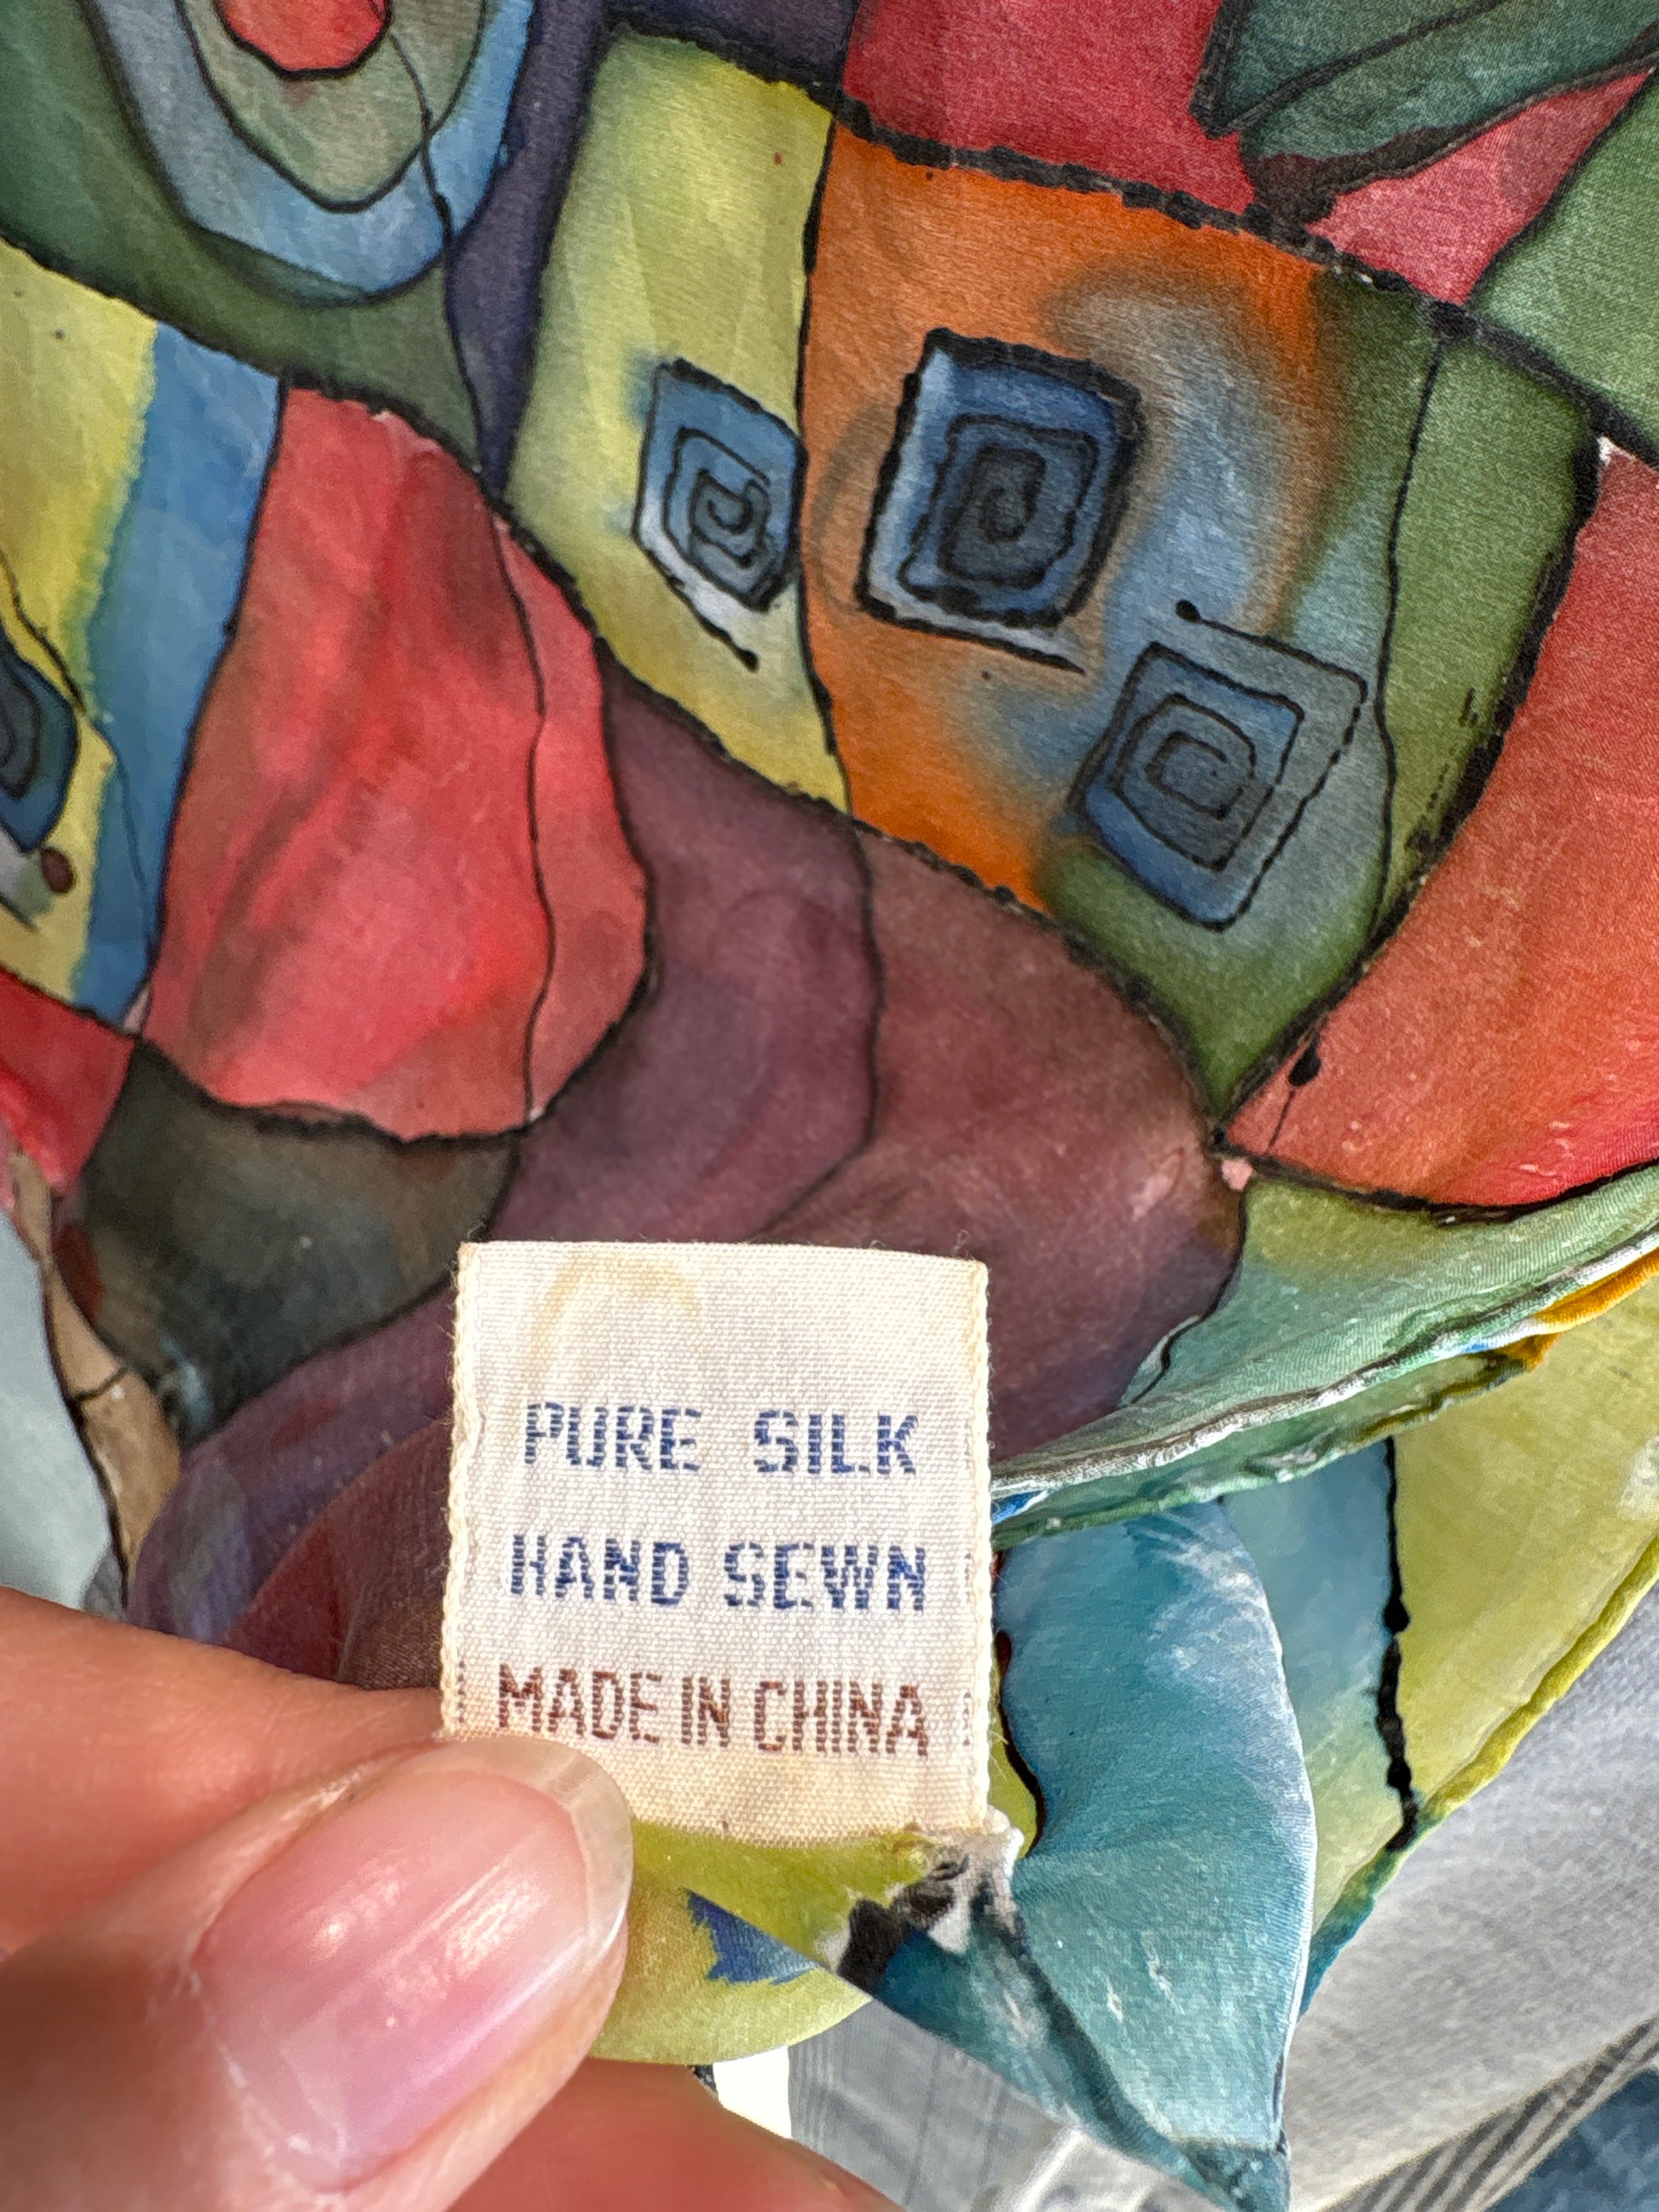 PURE SILK
HAND SEWN
MADE IN CHINA